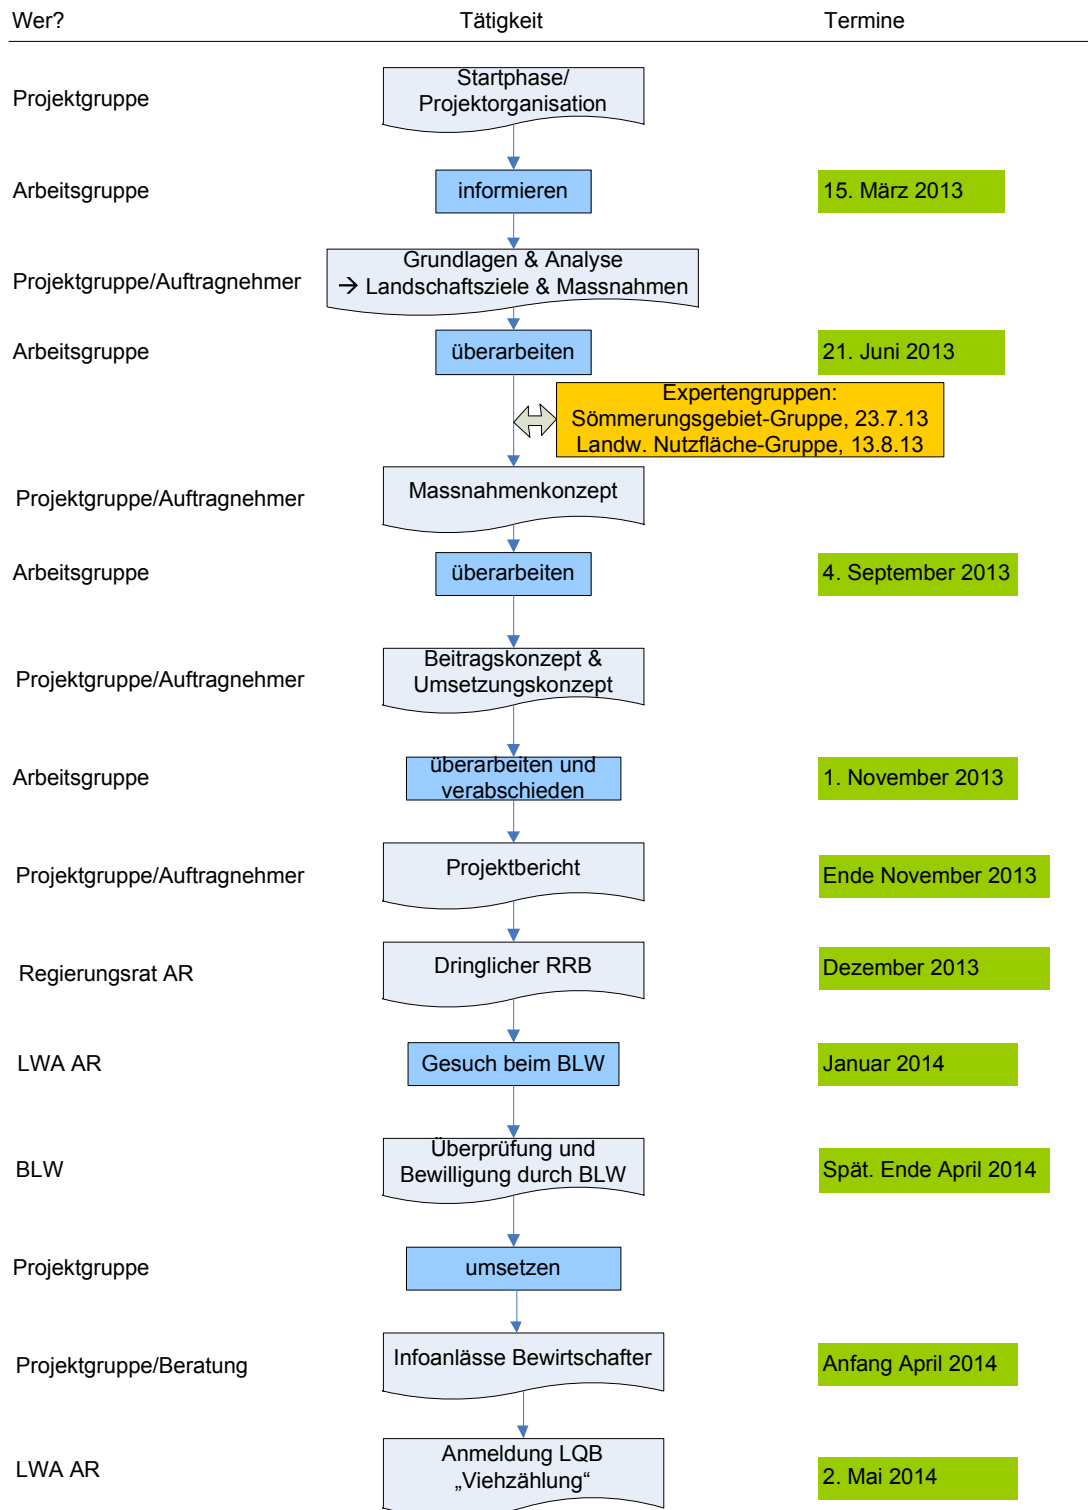 Wer? Tätigkeit Termine
Projektgruppe
Startphase/
Projektorganisation
Arbeitsgruppe informieren 15. März 2013
Projektgruppe/Auftragnehmer
Grundlagen & Analyse
→ Landschaftsziele & Massnahmen
Arbeitsgruppe überarbeiten 21. Juni 2013
Expertengruppen:
Sömmerungsgebiet-Gruppe, 23.7.13
Landw. Nutzfläche-Gruppe, 13.8.13
Projektgruppe/Auftragnehmer Massnahmenkonzept
Arbeitsgruppe überarbeiten 4. September 2013
Projektgruppe/Auftragnehmer
Beitragskonzept &
Umsetzungskonzept
Arbeitsgruppe
überarbeiten und
verabschieden
1. November 2013
Projektgruppe/Auftragnehmer Projektbericht Ende November 2013
Regierungsrat AR Dringlicher RRB Dezember 2013
LWA AR Gesuch beim BLW Januar 2014
BLW
Überprüfung und
Bewilligung durch BLW
Spät. Ende April 2014
Projektgruppe umsetzen
Projektgruppe/Beratung Infoanlässe Bewirtschafter Anfang April 2014
LWA AR
Anmeldung LQB
„Viehzählung“
2. Mai 2014